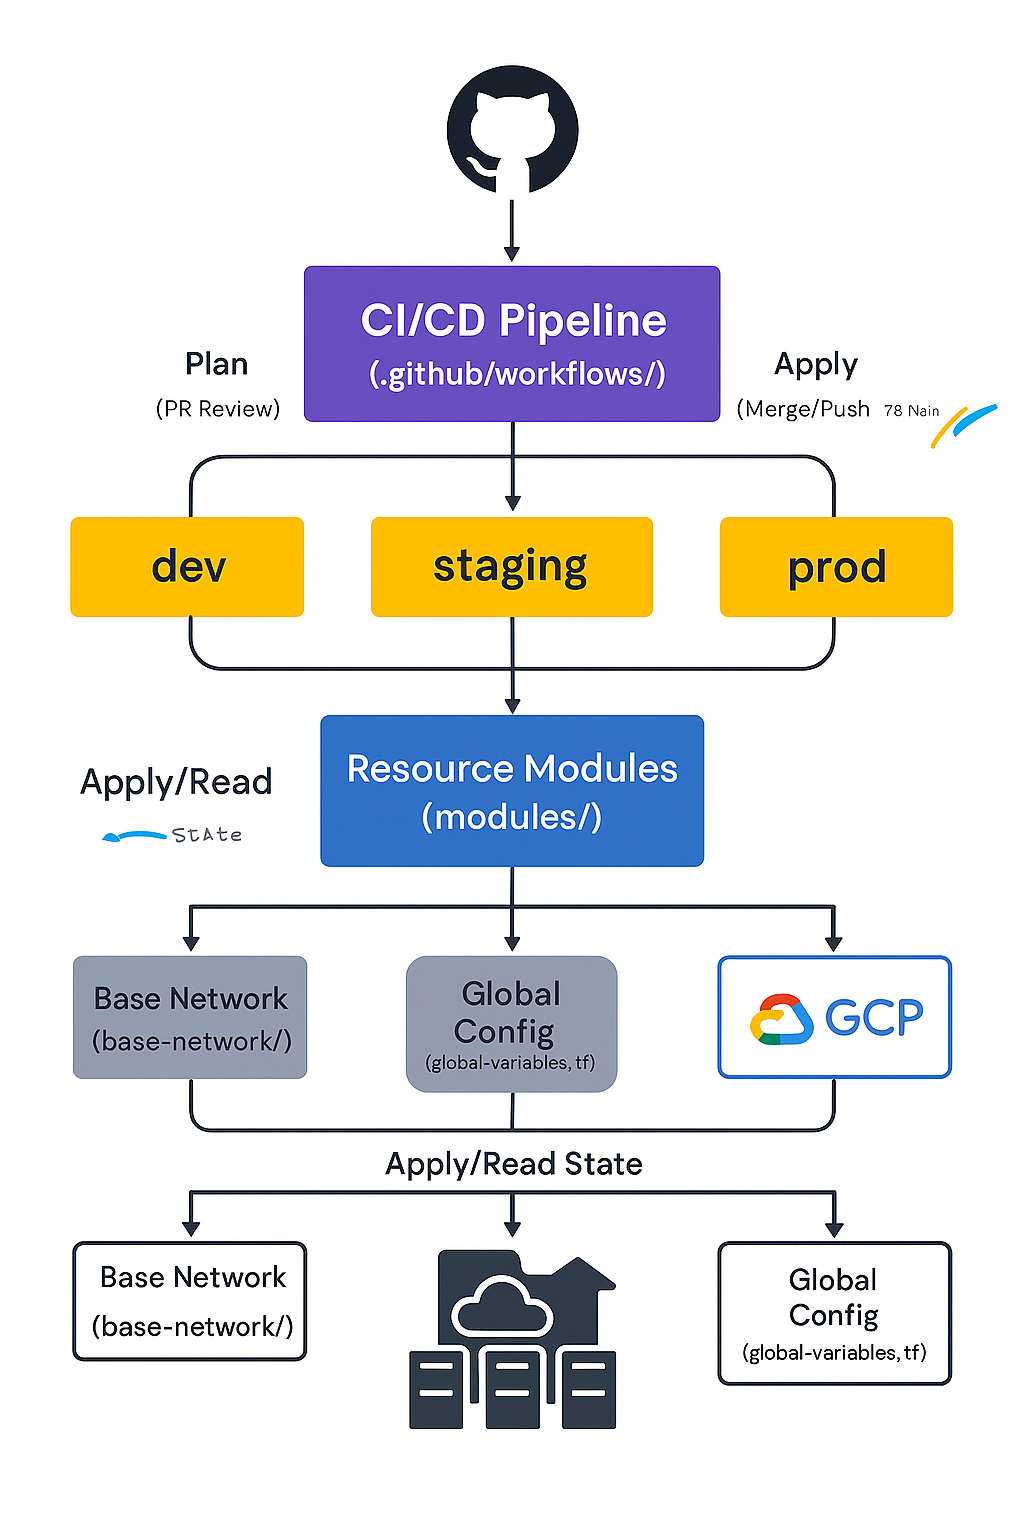 CI/CD Pipeline
(.github/workflows/)
Plan
(PR Review)
Apply
(Merge/Push 78 Nain
dev
staging
prod
Resource Modules
(modules/)
Apply/Read
StAte
Base Network
(base-network/)
Global
Config
(global-variables, tf)
GCP
Apply/Read State
Base Network
(base-network/)
Global
Config
(global-variables, tf)